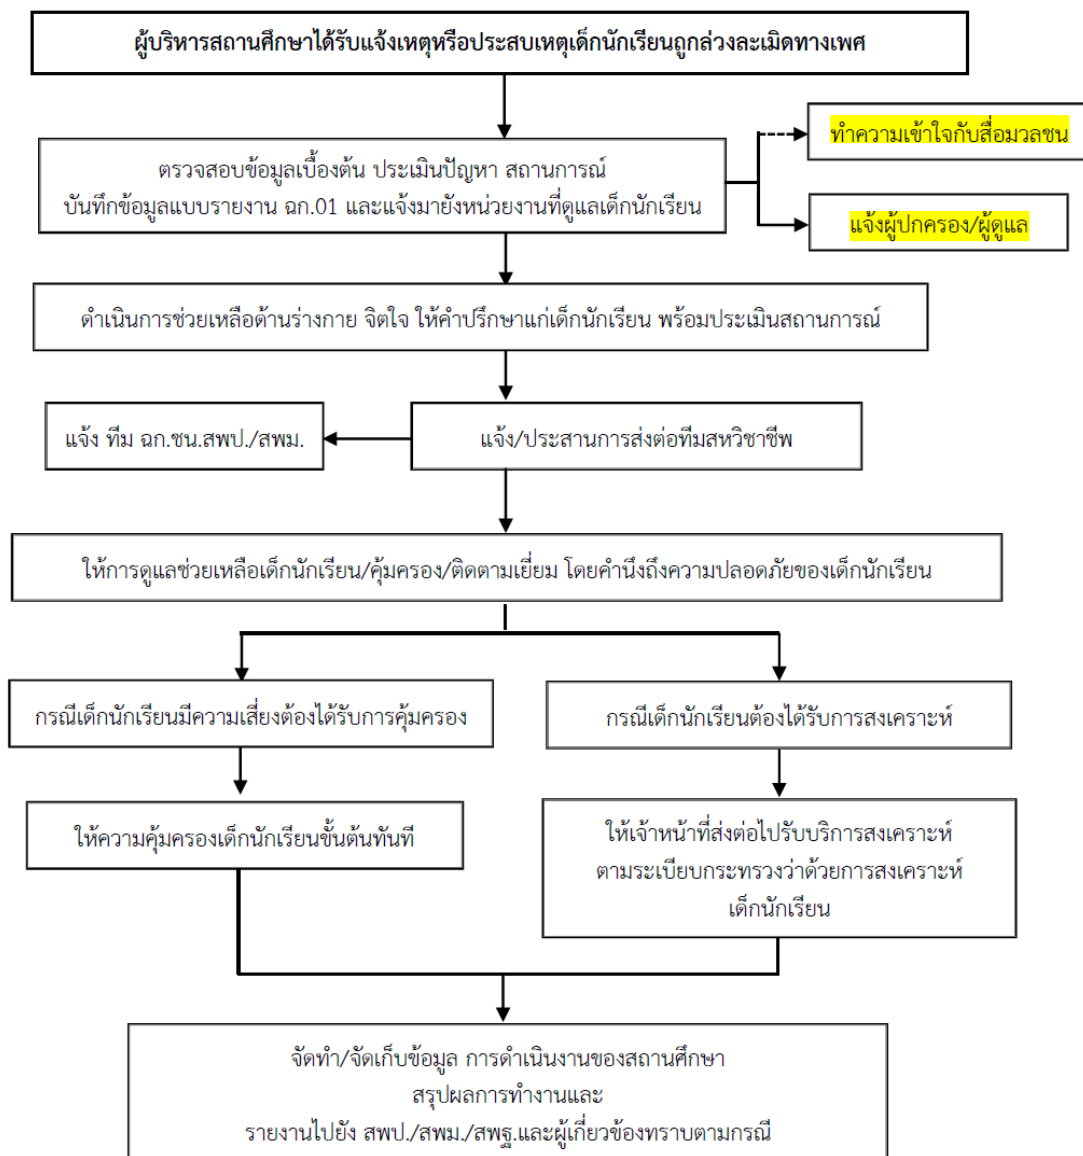 ผู้บริหารสถานศึกษาได้รับแจ้งเหตุหรือประสบเหตุเด็กนักเรียนถูกล่วงละเมิดทางเพศ
ทำความเข้าใจกับสื่อมวลชน
ตรวจสอบข้อมูลเบื้องต้น ประเมินปัญหา สถานการณ์
บันทึกข้อมูลแบบรายงาน ฉก.01 และแจ้งมายังหน่วยงานที่ดูแลเด็กนักเรียน
แจ้งผู้ปกครอง/ผู้ดูแล
ดำเนินการช่วยเหลือด้านร่างกาย จิตใจ ให้คำปรึกษาแก่เด็กนักเรียน พร้อมประเมินสถานการณ์
แจ้ง ทีม ฉก.ชน.สพป./สพม.
แจ้ง/ประสานการส่งต่อทีมสหวิชาชีพ
ให้การดูแลช่วยเหลือเด็กนักเรียน/คุ้มครอง/ติดตามเยี่ยม โดยคำนึงถึงความปลอดภัยของเด็กนักเรียน
กรณีเด็กนักเรียนมีความเสี่ยงต้องได้รับการคุ้มครอง
กรณีเด็กนักเรียนต้องได้รับการสงเคราะห์
ให้ความคุ้มครองเด็กนักเรียนขั้นต้นทันที
ให้เจ้าหน้าที่ส่งต่อไปรับบริการสงเคราะห์
ตามระเบียบกระทรวงว่าด้วยการสงเคราะห์
เด็กนักเรียน
จัดทำ/จัดเก็บข้อมูล การดำเนินงานของสถานศึกษา
สรุปผลการทำงานและ
รายงานไปยัง สพป./สพม./สพฐ.และผู้เกี่ยวข้องทราบตามกรณี